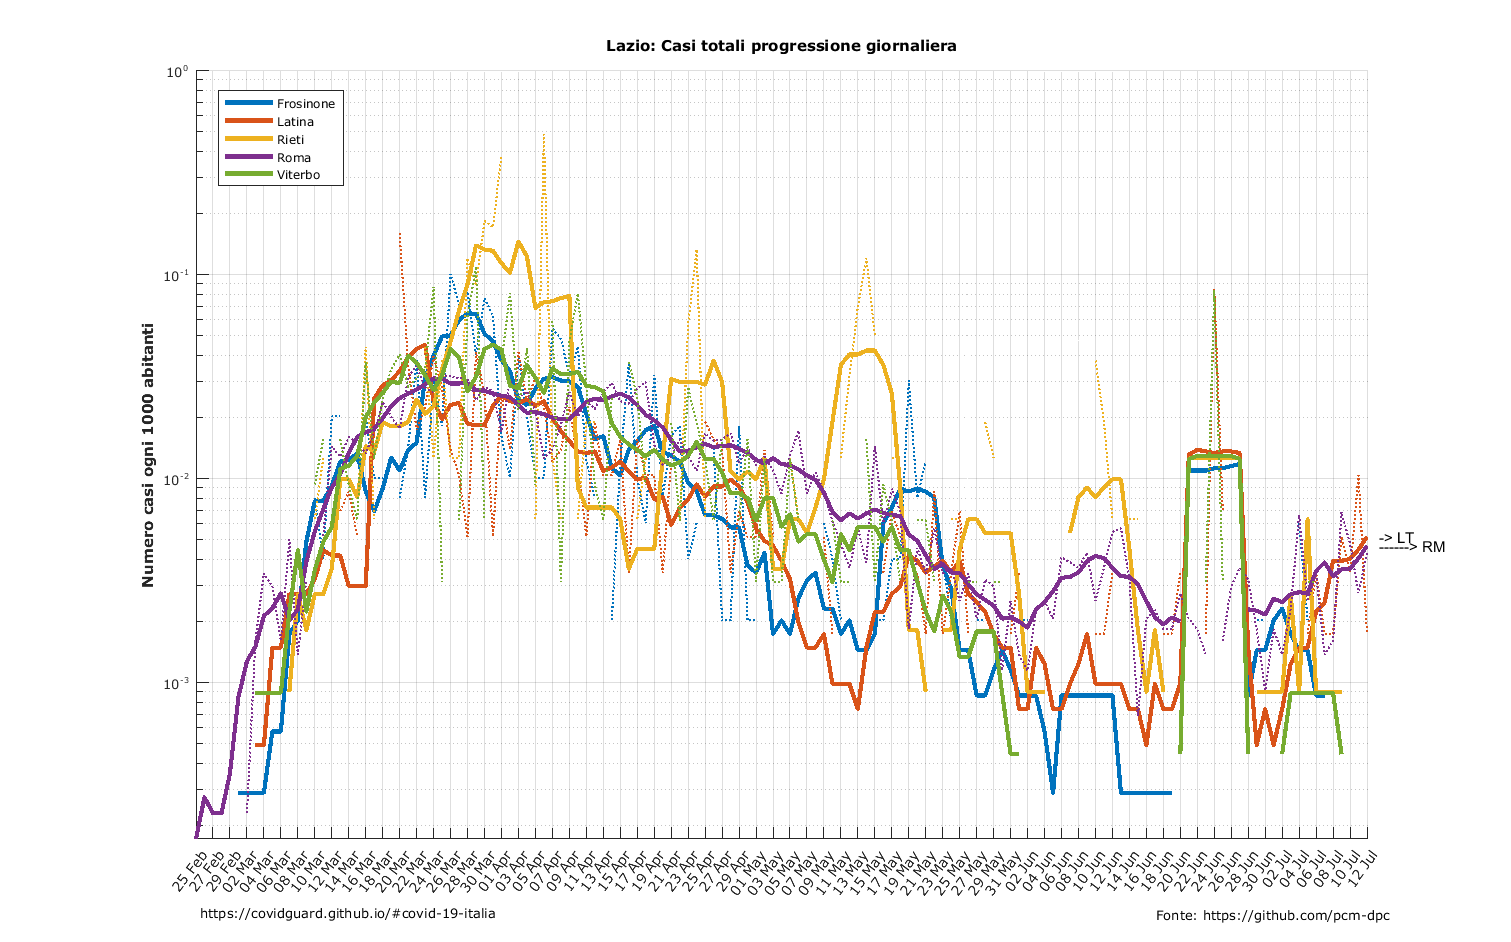 Lazio: Casi totali progressione giornaliera
Numero casi ogni 1000 abitanti
10^0
10^-1
10^-2
10^-3
Frosinone
Latina
Rieti
Roma
Viterbo
-> LT
------> RM
25 Feb
27 Feb
29 Feb
02 Mar
04 Mar
06 Mar
08 Mar
10 Mar
12 Mar
14 Mar
16 Mar
18 Mar
20 Mar
22 Mar
24 Mar
26 Mar
28 Mar
30 Mar
01 Apr
03 Apr
05 Apr
07 Apr
09 Apr
11 Apr
13 Apr
15 Apr
17 Apr
19 Apr
21 Apr
23 Apr
25 Apr
27 Apr
29 Apr
01 May
03 May
05 May
07 May
09 May
11 May
13 May
15 May
17 May
19 May
21 May
23 May
25 May
27 May
29 May
31 May
02 Jun
04 Jun
06 Jun
08 Jun
10 Jun
12 Jun
14 Jun
16 Jun
18 Jun
20 Jun
22 Jun
24 Jun
26 Jun
28 Jun
30 Jun
02 Jul
04 Jul
06 Jul
08 Jul
10 Jul
12 Jul
https://covidguard.github.io/#covid-19-italia
Fonte: https://github.com/pcm-dpc